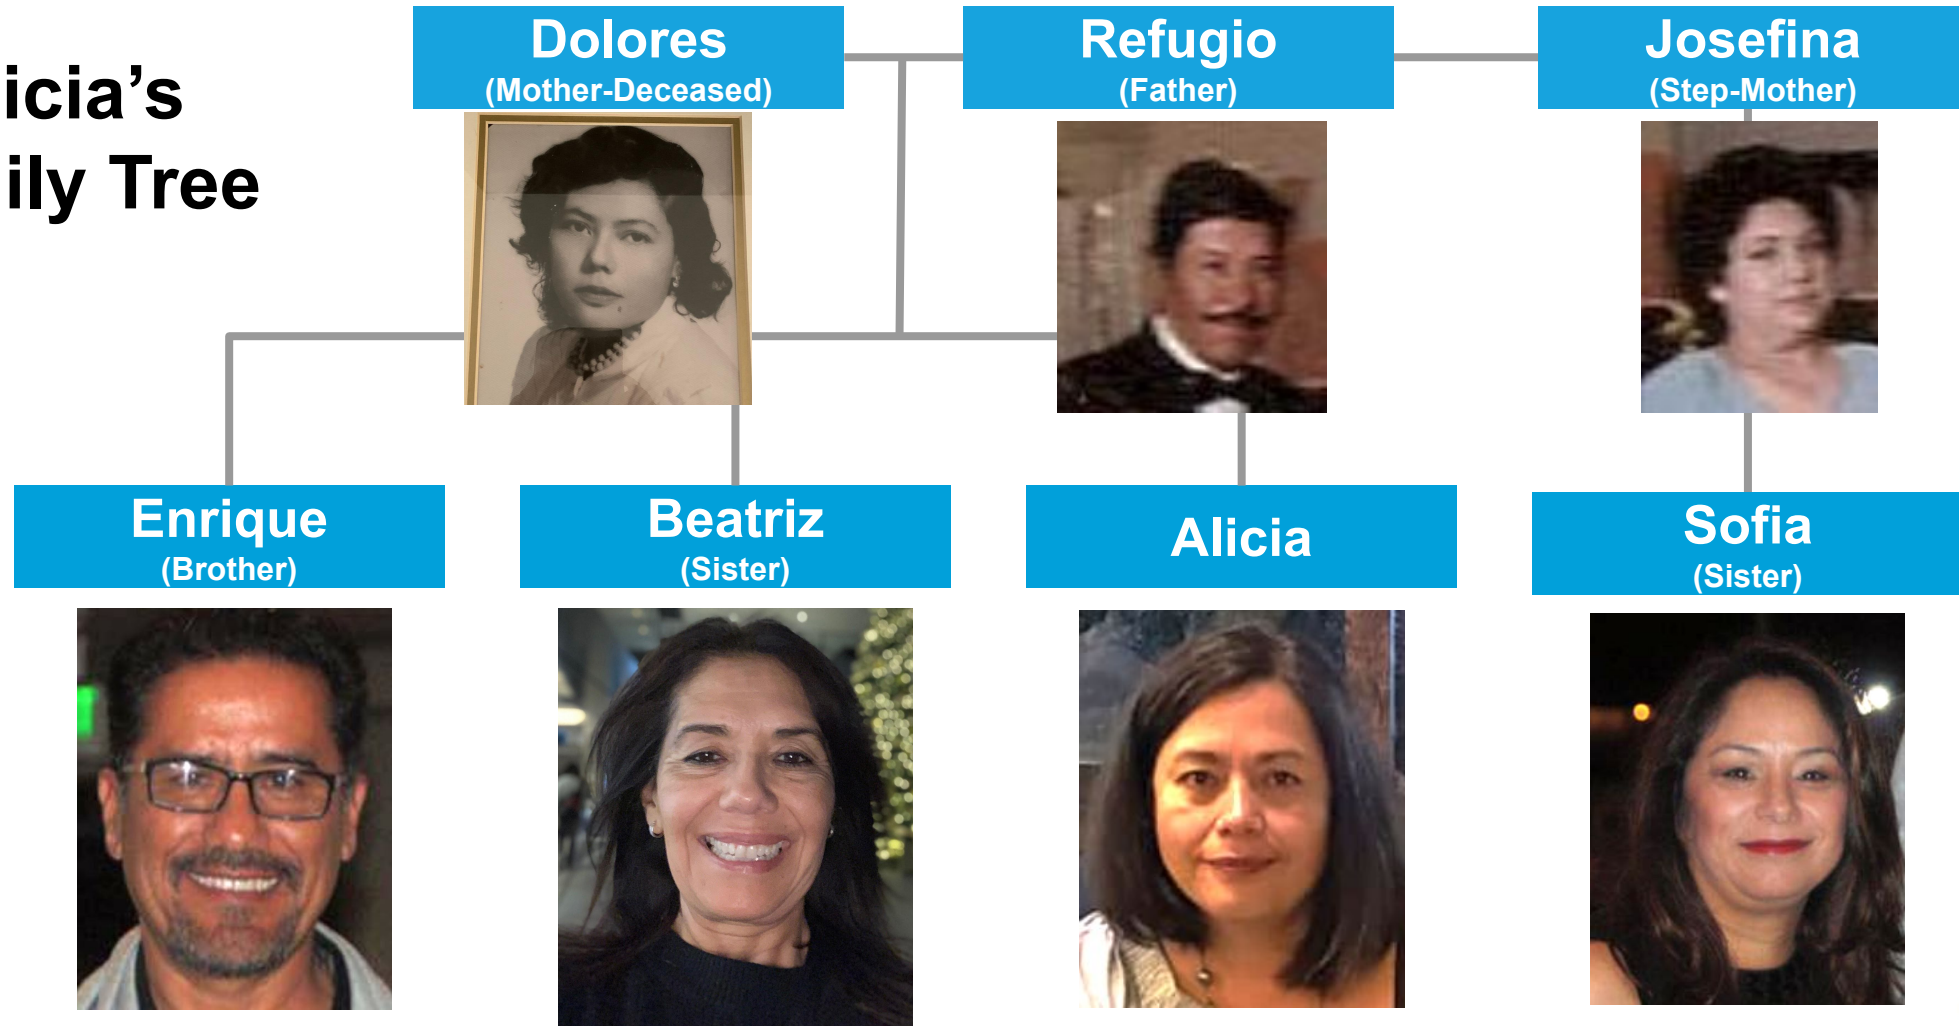 icia’s
ily Tree
Dolores
(Mother-Deceased)
Refugio
(Father)
Josefina
(Step-Mother)
Enrique
(Brother)
Beatriz
(Sister)
Alicia
Sofia
(Sister)